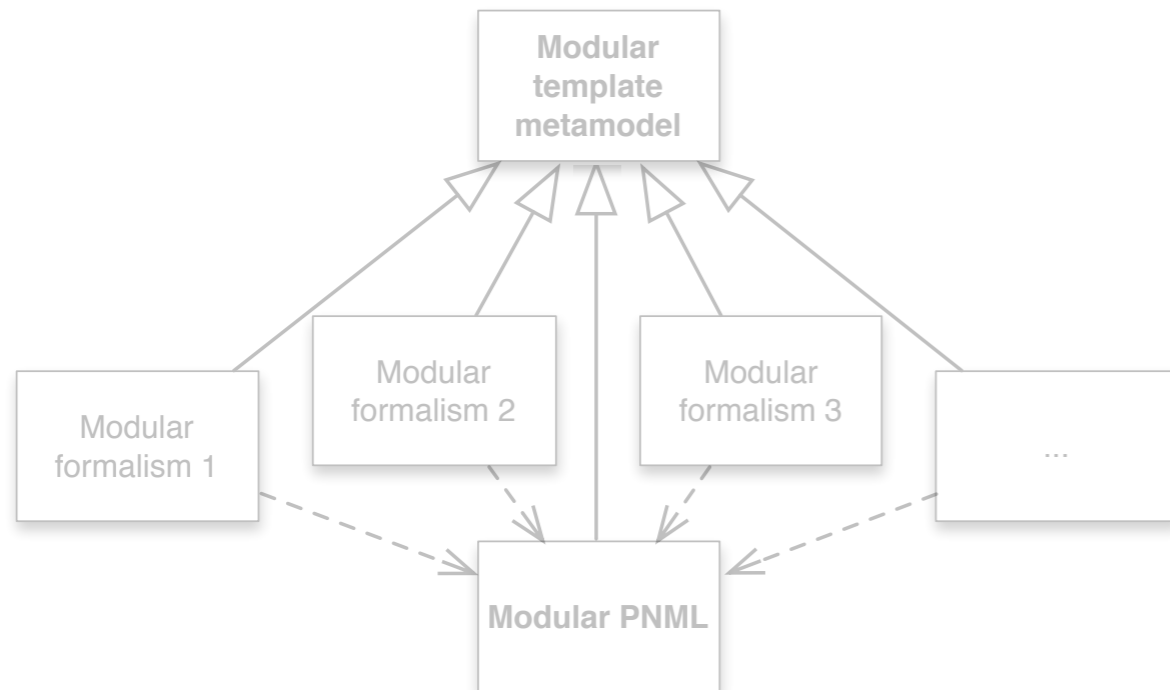 Modular
template
metamodel
Modular
formalism 2
Modular
formalism 3
Modular
formalism 1
...
Modular PNML